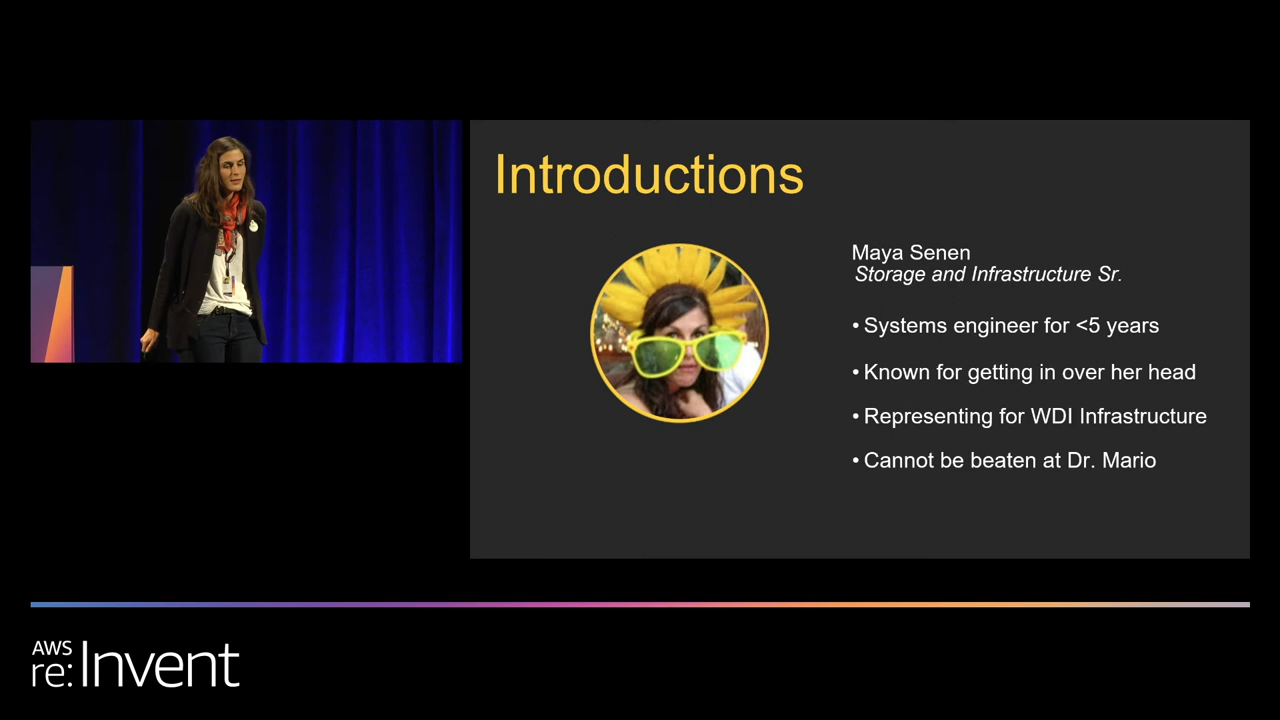 Introductions
Maya Senen
Storage and Infrastructure Sr.
• Systems engineer for <5 years
• Known for getting in over her head
• Representing for WDI Infrastructure
• Cannot be beaten at Dr. Mario
AWS
re:Invent